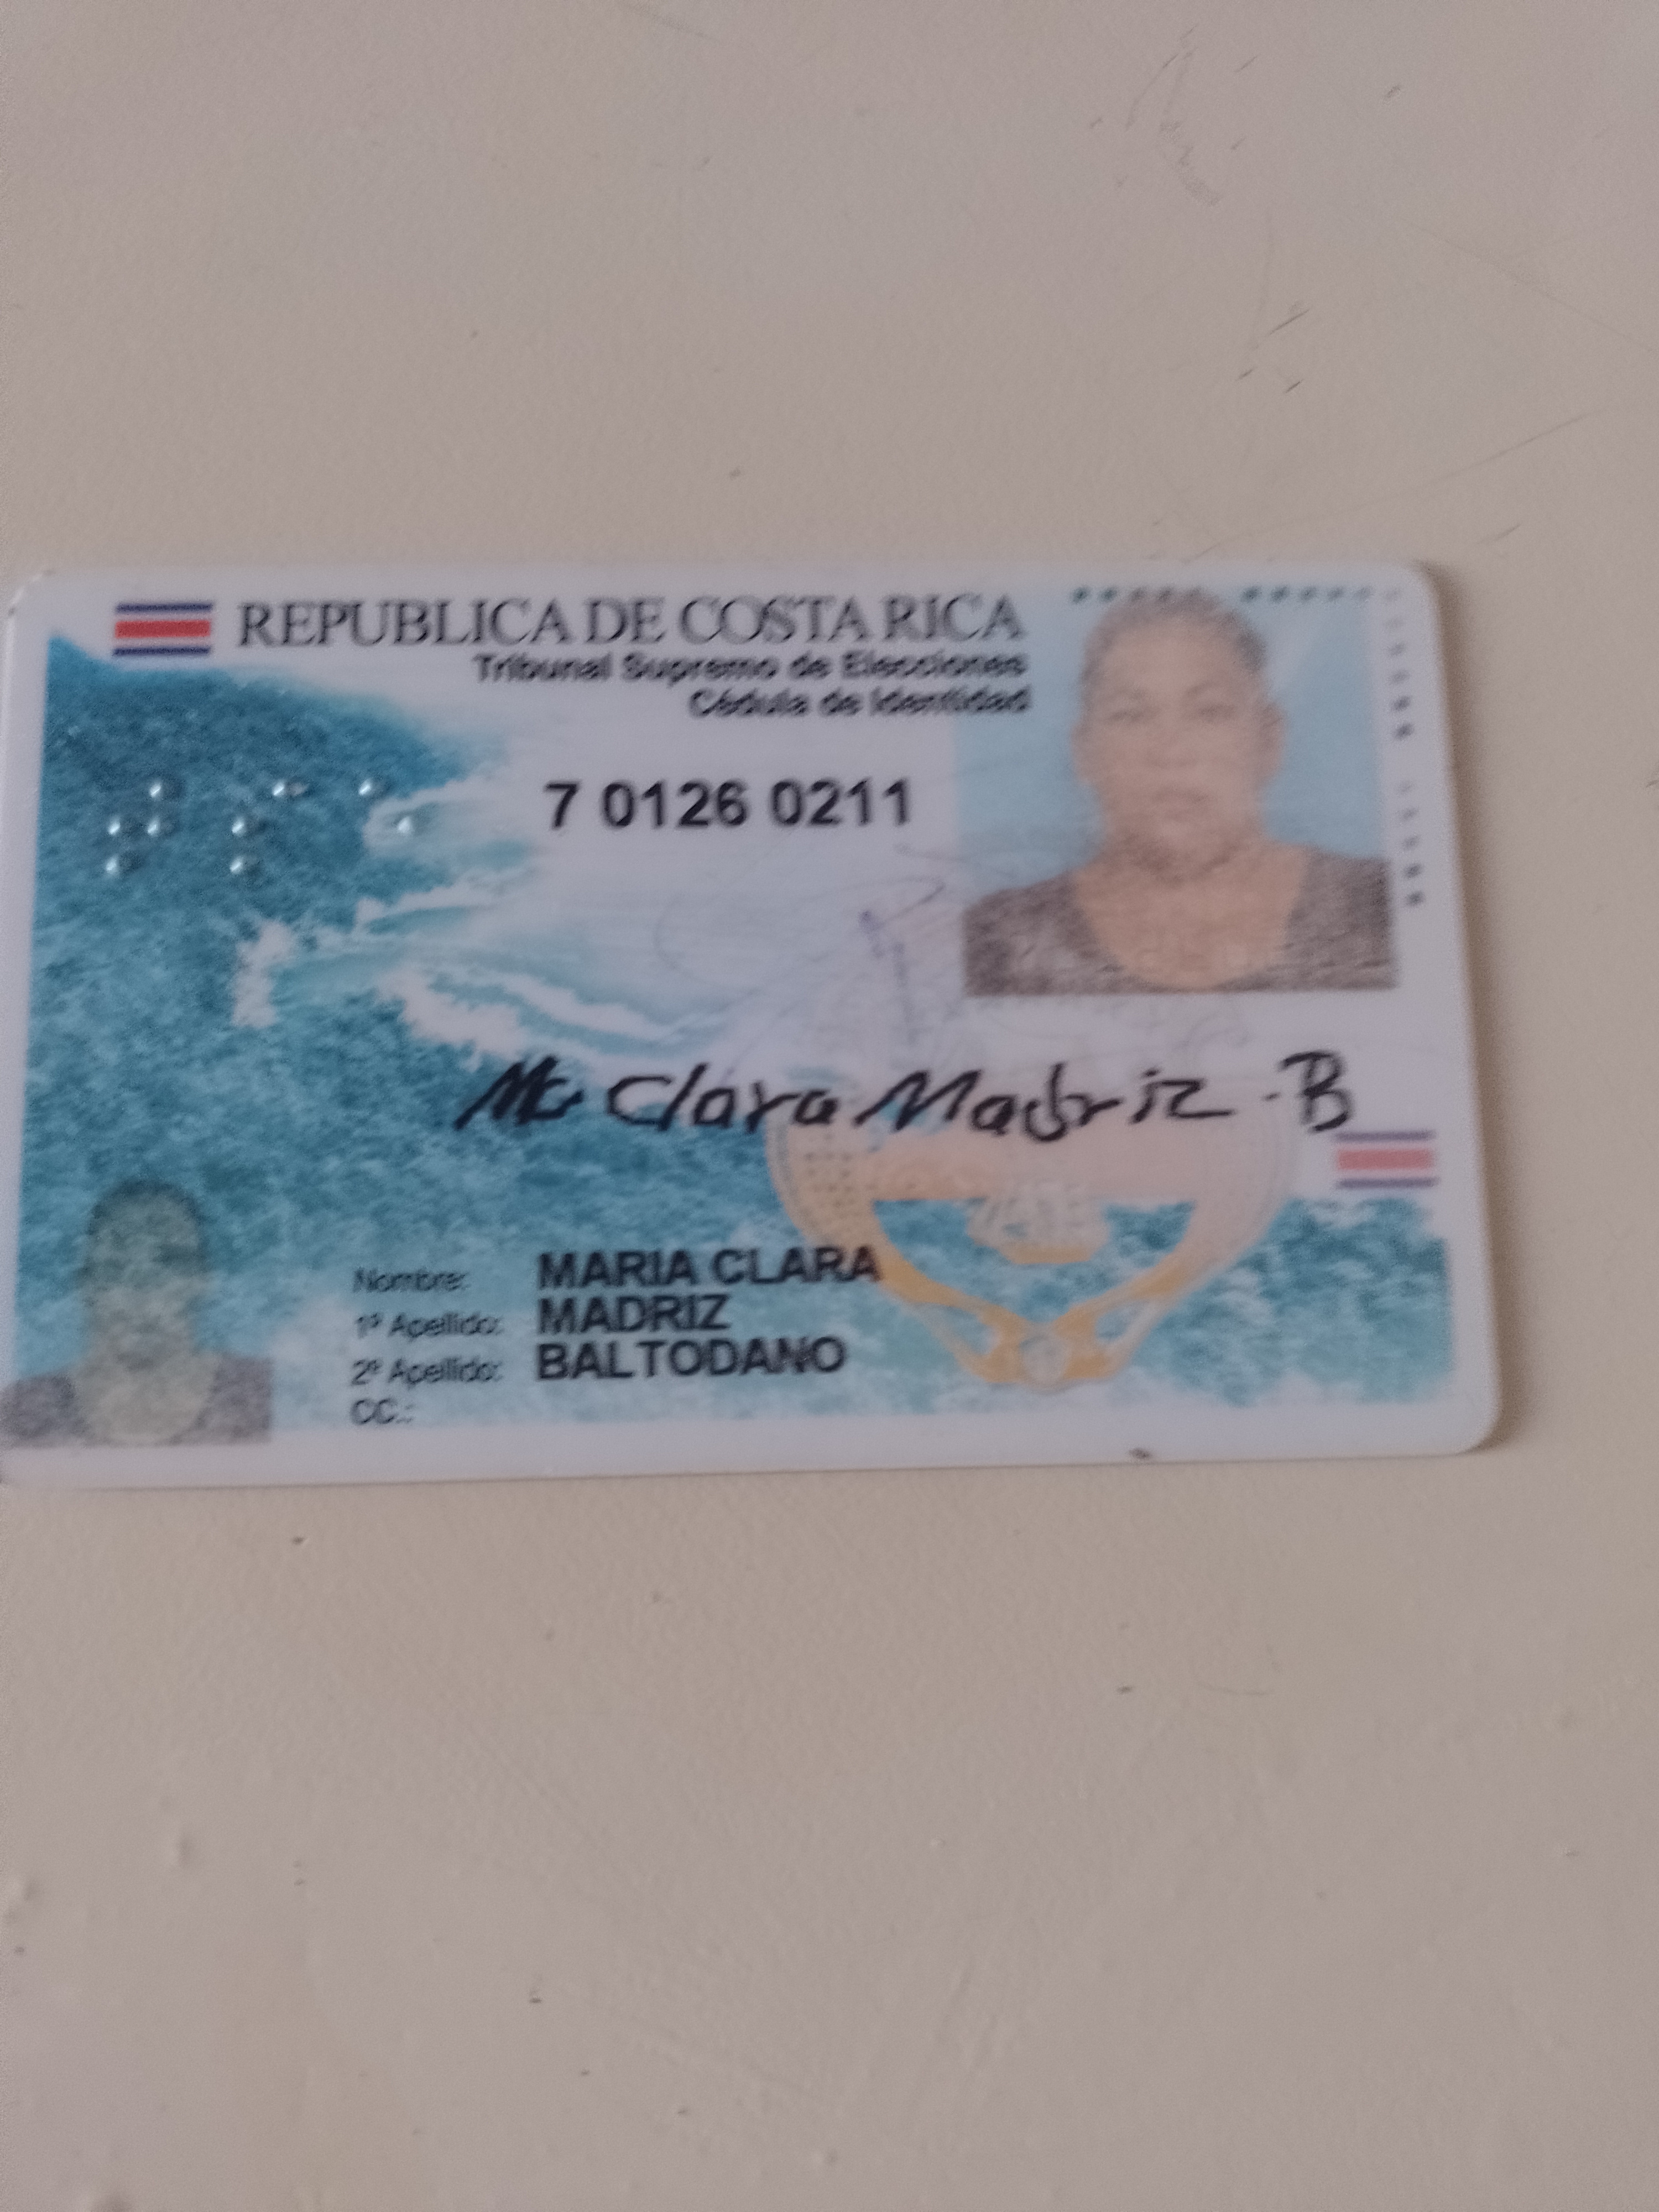 REPUBLICA DE COSTA RICA
Tribunal Supremo de Elecciones
Cédula de Identidad
7 0126 0211
Ma Clara Madriz - B
Nombre: MARIA CLARA
1º Apellido: MADRIZ
2º Apellido: BALTODANO
CC.: